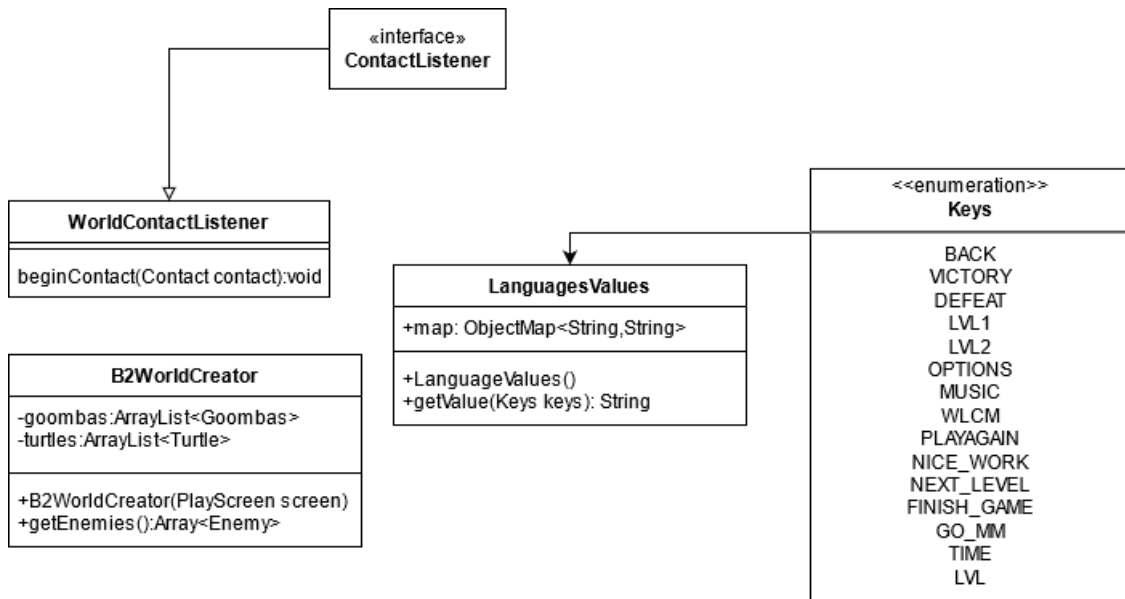 «interface»
ContactListener
WorldContactListener
beginContact(Contact contact):void
B2WorldCreator
-goombas:ArrayList<Goombas>
-turtles:ArrayList<Turtle>
+B2WorldCreator(PlayScreen screen)
+getEnemies():Array<Enemy>
LanguagesValues
+map: ObjectMap<String,String>
+LanguageValues()
+getValue(Keys keys): String
<<enumeration>>
Keys
BACK
VICTORY
DEFEAT
LVL1
LVL2
OPTIONS
MUSIC
WLCM
PLAYAGAIN
NICE_WORK
NEXT_LEVEL
FINISH_GAME
GO_MM
TIME
LVL